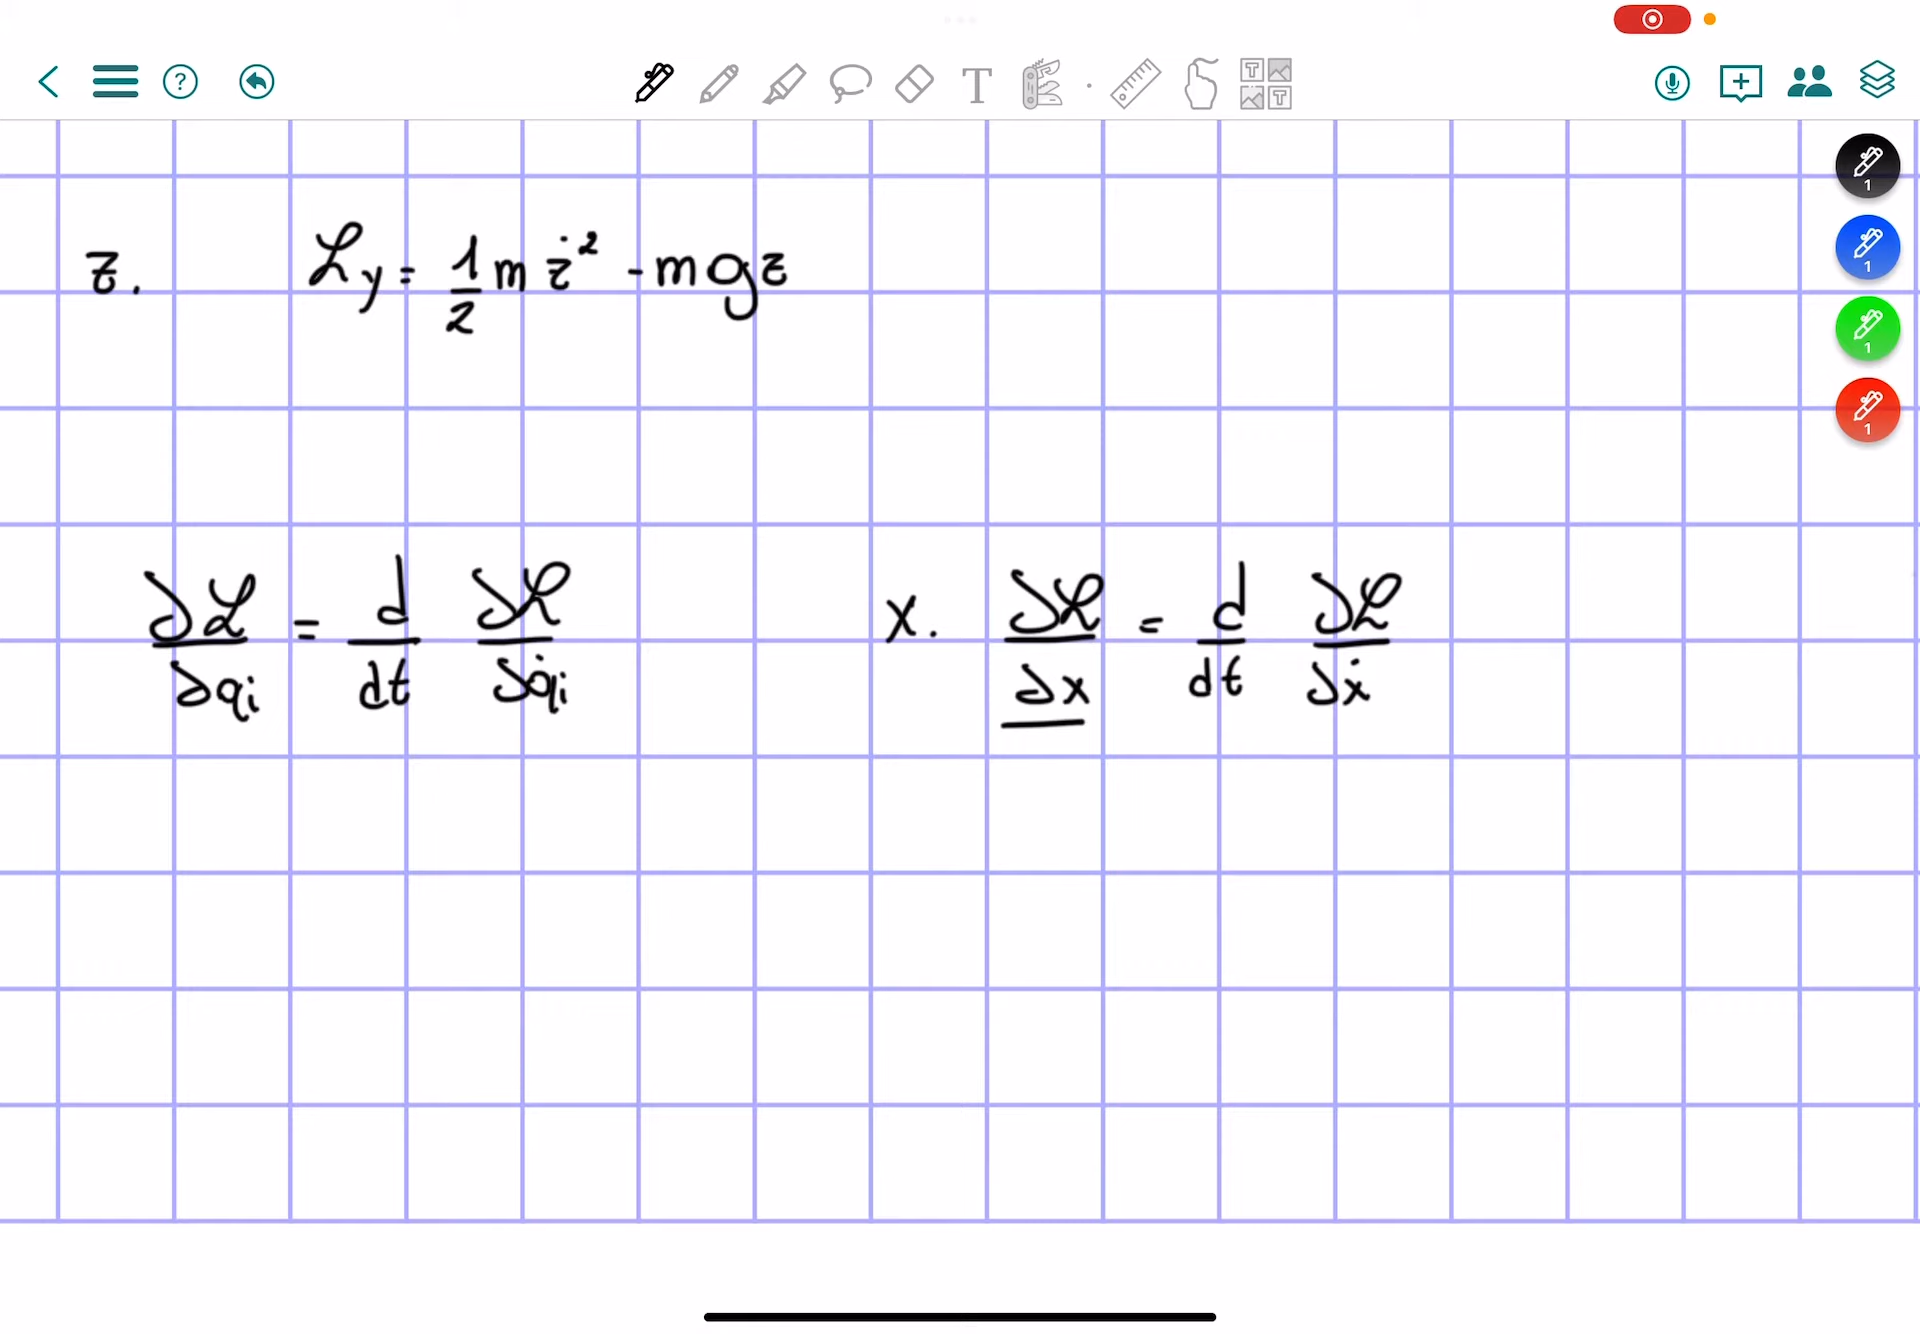 z. ℒy = 1/2 m ż² - mgz
∂ℒ/∂qi = d/dt ∂ℒ/∂q̇i
x. ∂ℒ/∂x = d/dt ∂ℒ/∂ẋ